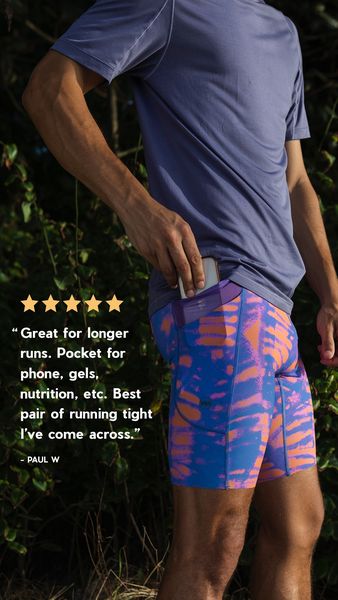 “Great for longer
runs. Pocket for
phone, gels,
nutrition, etc. Best
pair of running tight
I’ve come across.”
– PAUL W